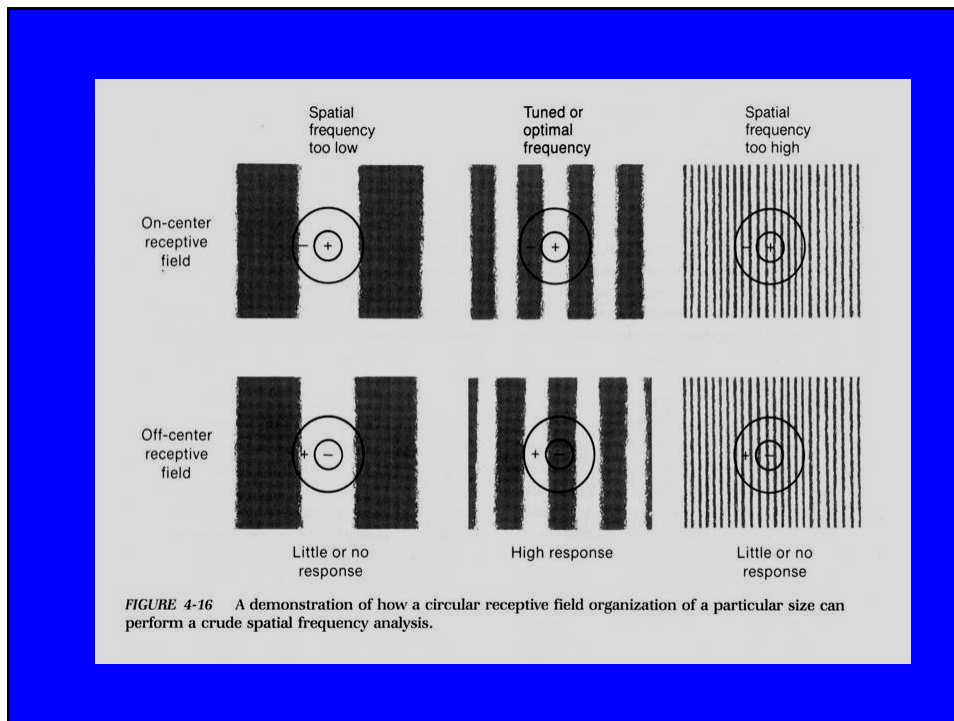 Spatial
frequency
too low
Tuned or
optimal
frequency
Spatial
frequency
too high
On-center
receptive
field
− +
− +
− +
Off-center
receptive
field
+ −
+ −
+ −
Little or no
response
High response
Little or no
response
FIGURE 4-16 A demonstration of how a circular receptive field organization of a particular size can
perform a crude spatial frequency analysis.